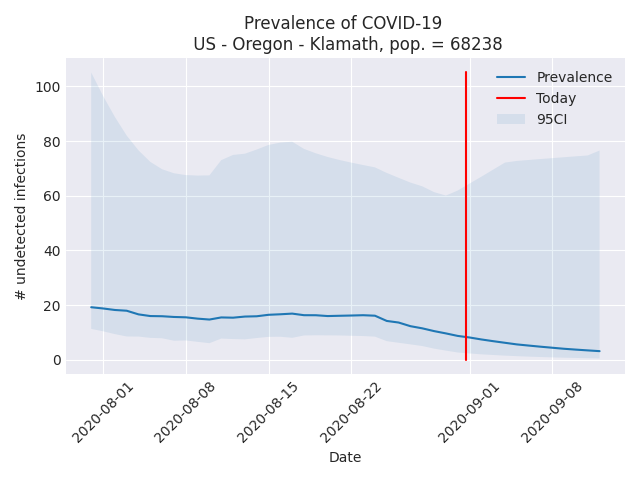 Prevalence of COVID-19
US - Oregon - Klamath, pop. = 68238
Prevalence
Today
95CI
# undetected infections
100
80
60
40
20
0
2020-08-01
2020-08-08
2020-08-15
2020-08-22
2020-09-01
2020-09-08
Date